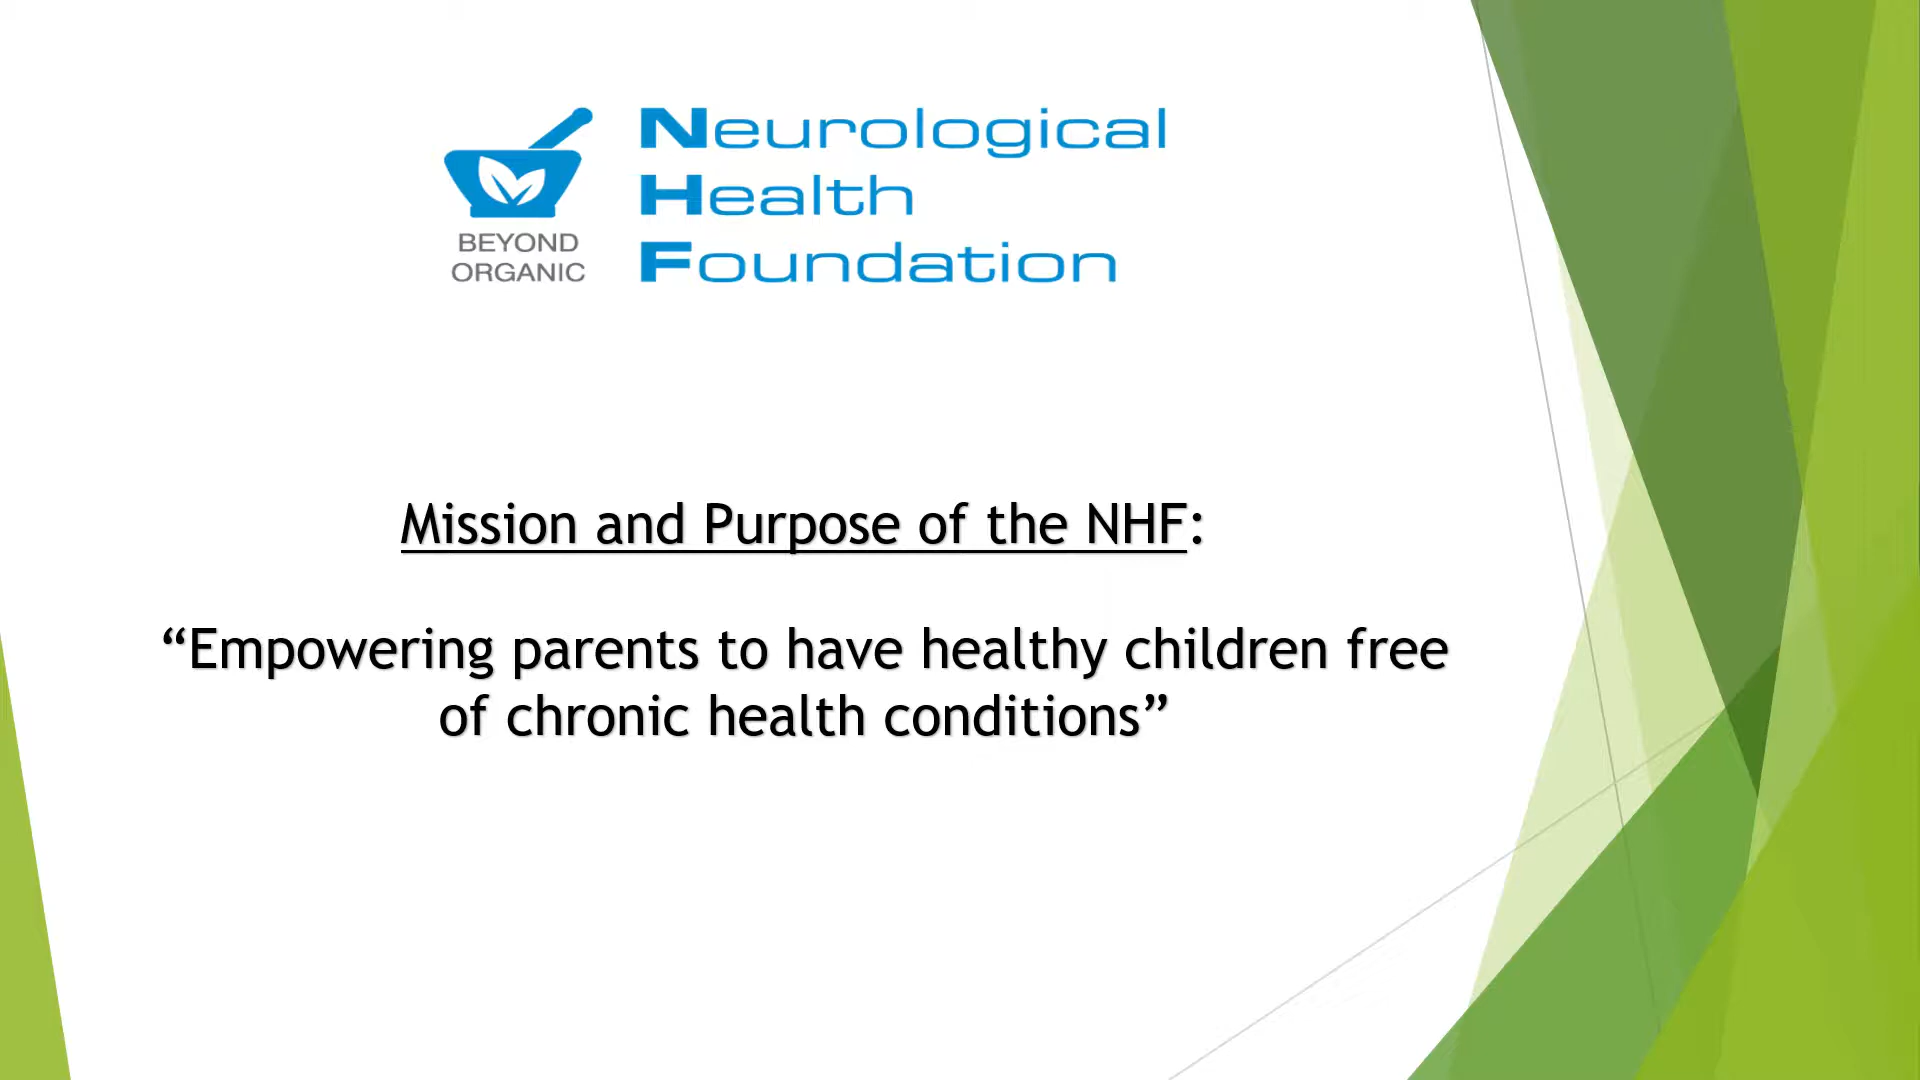 BEYOND
ORGANIC
Neurological
Health
Foundation
Mission and Purpose of the NHF:
“Empowering parents to have healthy children free
of chronic health conditions”